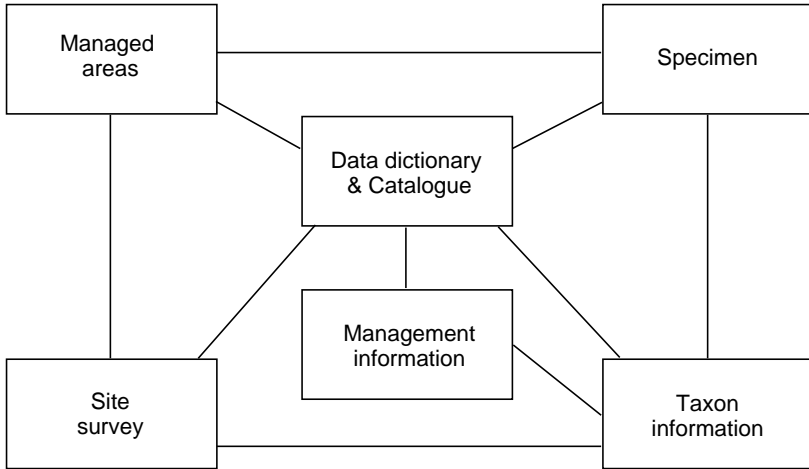 Managed
areas
Specimen
Data dictionary
& Catalogue
Management
information
Site
survey
Taxon
information